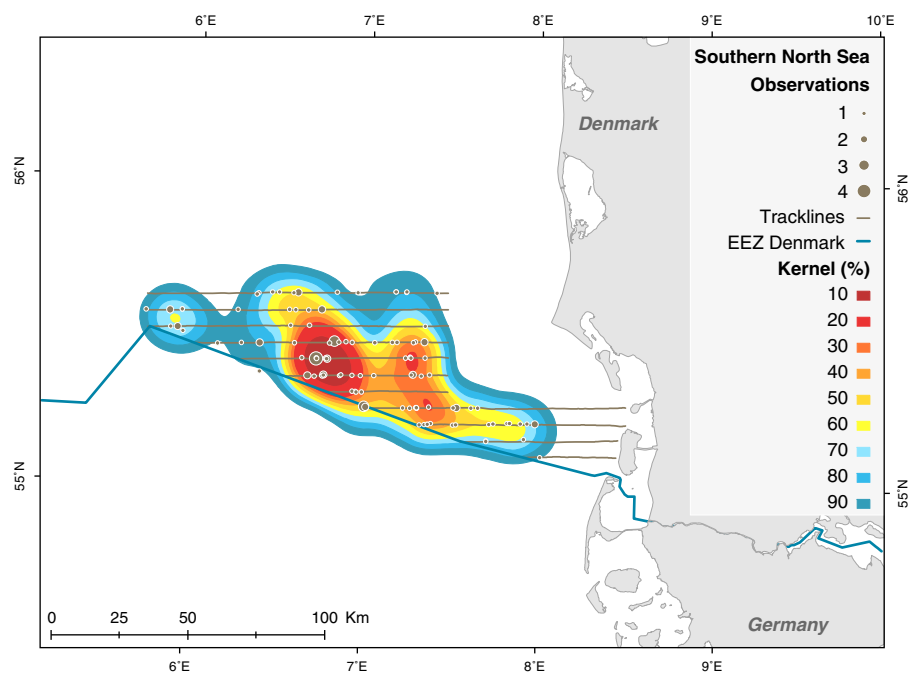 6°E 7°E 8°E 9°E 10°E
Southern North Sea
Observations
1
2
3
4
Tracklines
EEZ Denmark
Kernel (%)
10
20
30
40
50
60
70
80
90
Denmark
56°N
56°N
55°N
55°N
Germany
0 25 50 100 Km
6°E 7°E 8°E 9°E